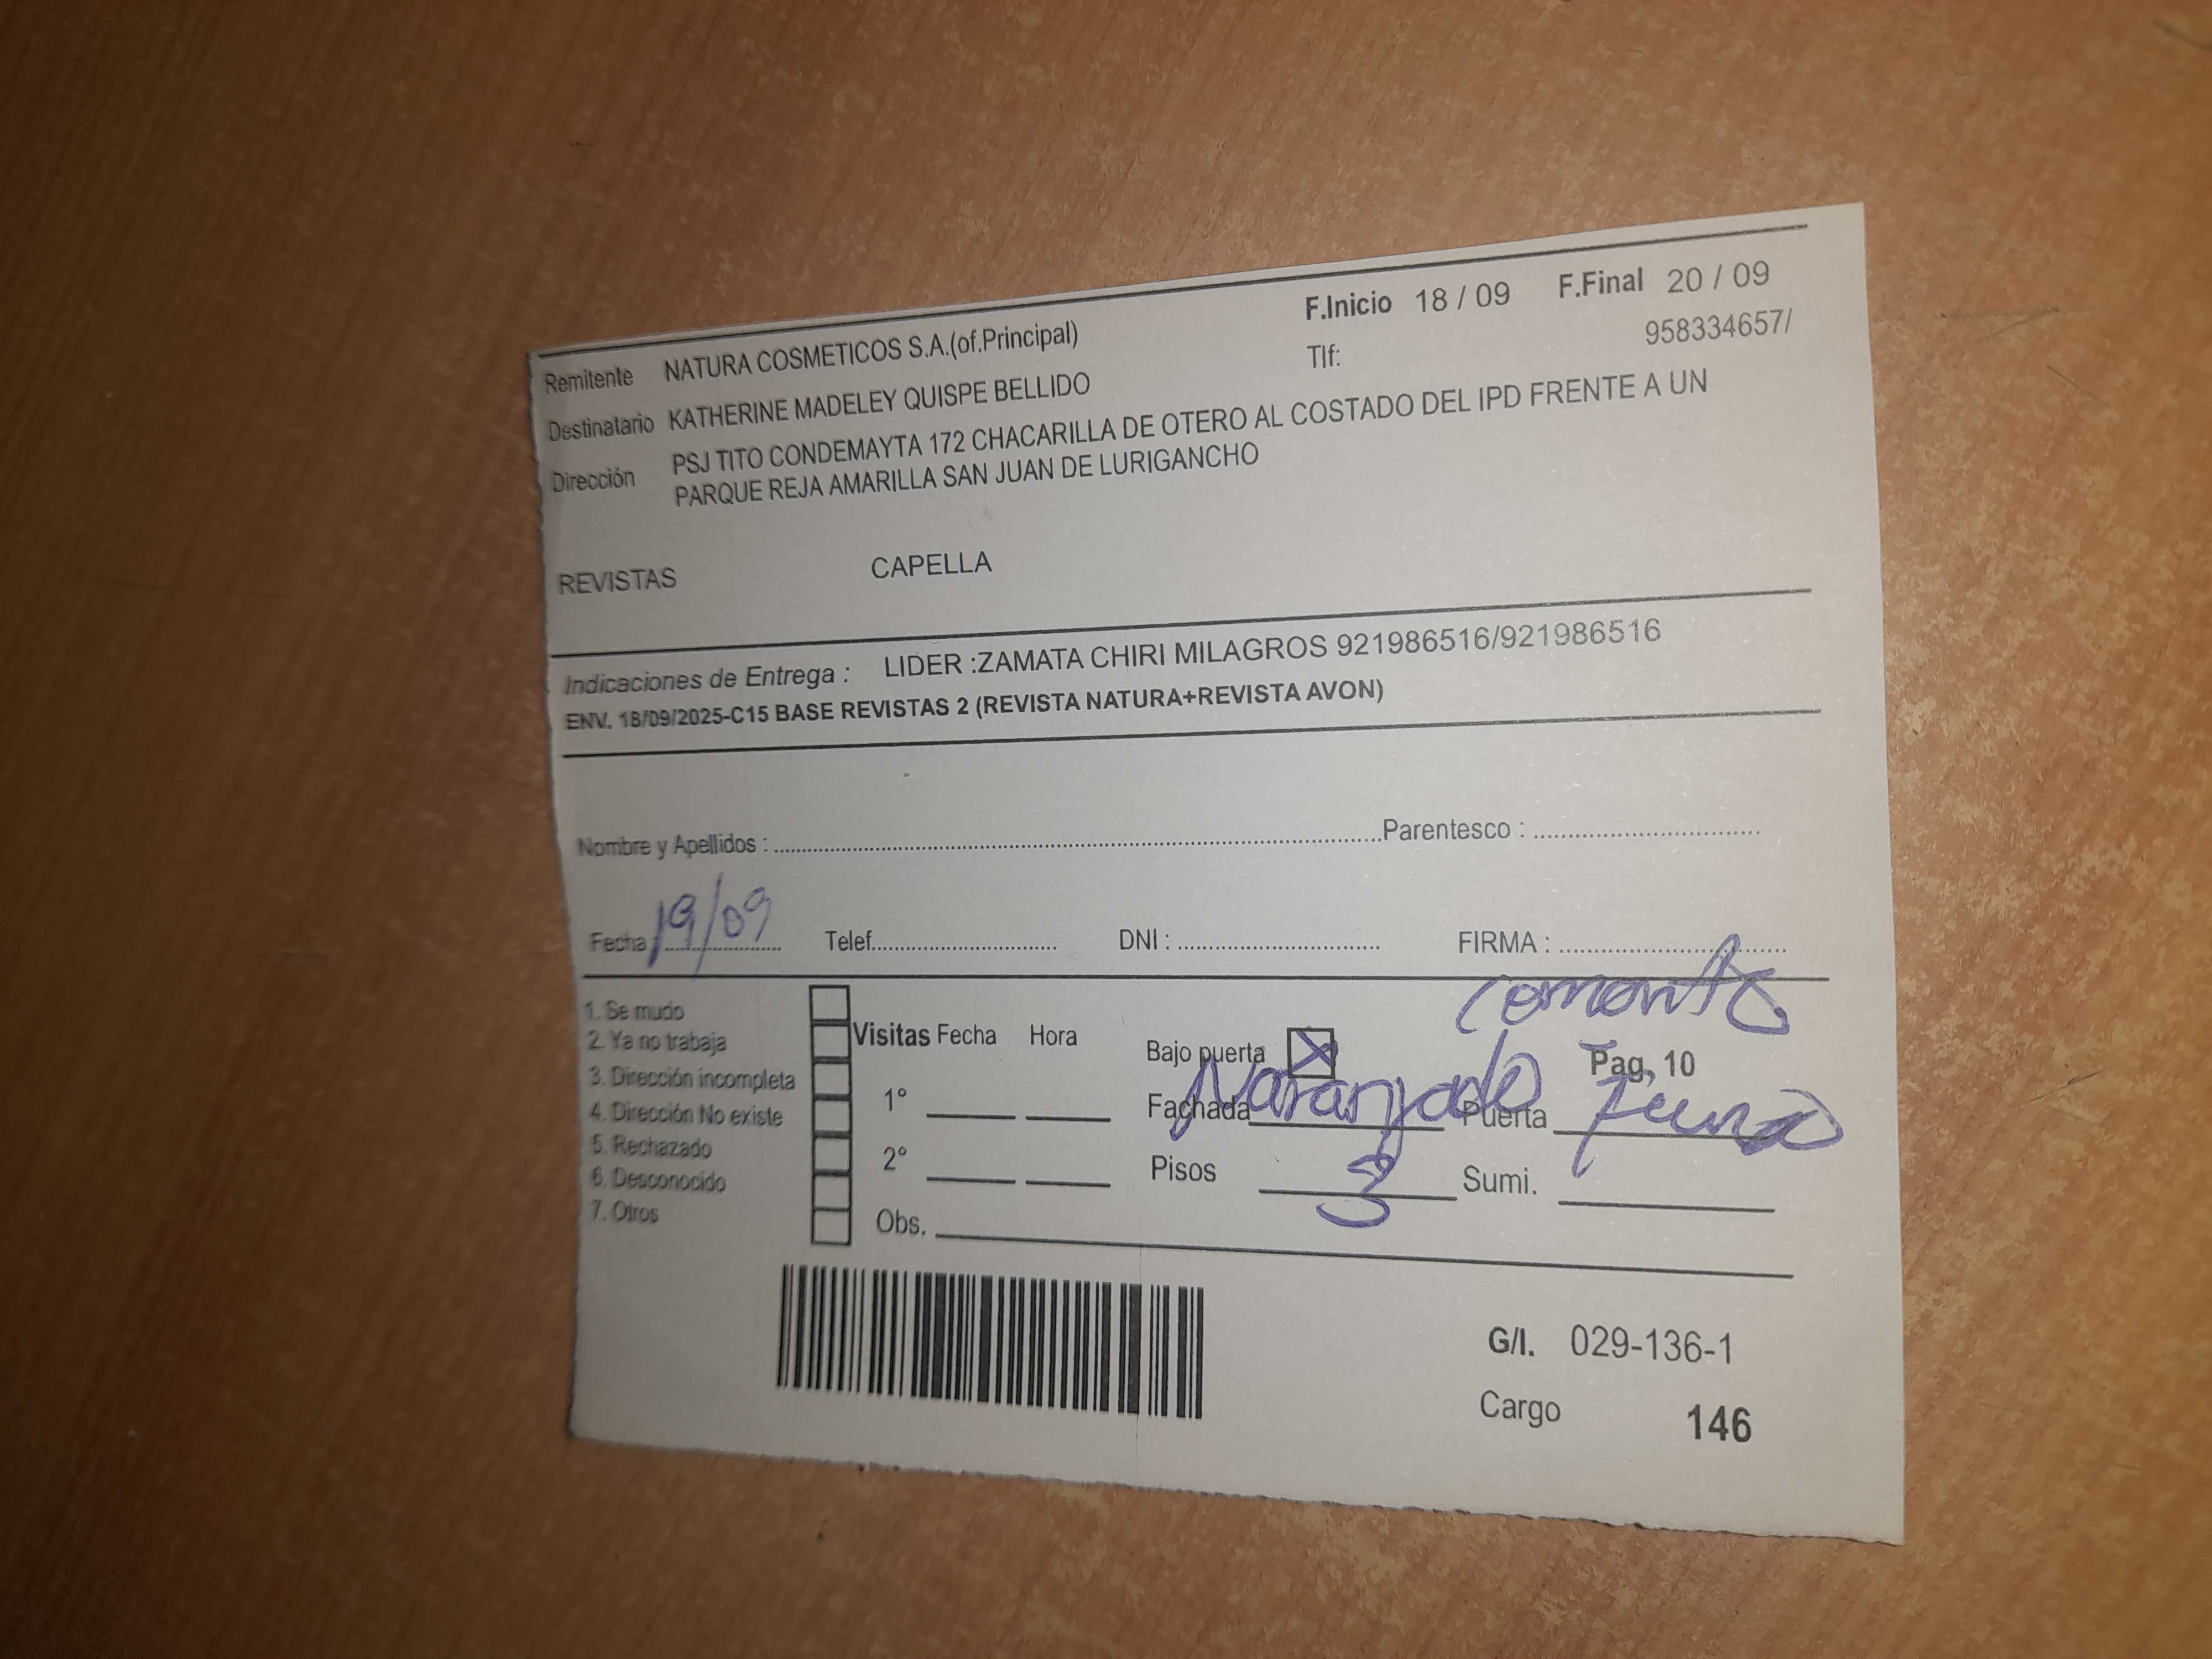 F.Inicio 18 / 09 F.Final 20 / 09
Remitente NATURA COSMETICOS S.A.(of.Principal)
Tlf: 958334657/
Destinatario KATHERINE MADELEY QUISPE BELLIDO
Dirección PSJ TITO CONDEMAYTA 172 CHACARILLA DE OTERO AL COSTADO DEL IPD FRENTE A UN
PARQUE REJA AMARILLA SAN JUAN DE LURIGANCHO
REVISTAS CAPELLA
Indicaciones de Entrega : LIDER :ZAMATA CHIRI MILAGROS 921986516/921986516
ENV. 18/09/2025-C15 BASE REVISTAS 2 (REVISTA NATURA+REVISTA AVON)
Nombre y Apellidos : Parentesco :
Fecha : 19/09 Telef. DNI : FIRMA :
1. Se mudo
2. Ya no trabaja
3. Dirección incompleta
4. Dirección No existe
5. Rechazado
6. Desconocido
7. Otros
Visitas Fecha Hora
1°
2°
Obs.
Bajo puerta X Pag, 10
Fachada Naranjado Puerta
Pisos 3 Sumi.
G/I. 029-136-1
Cargo 146